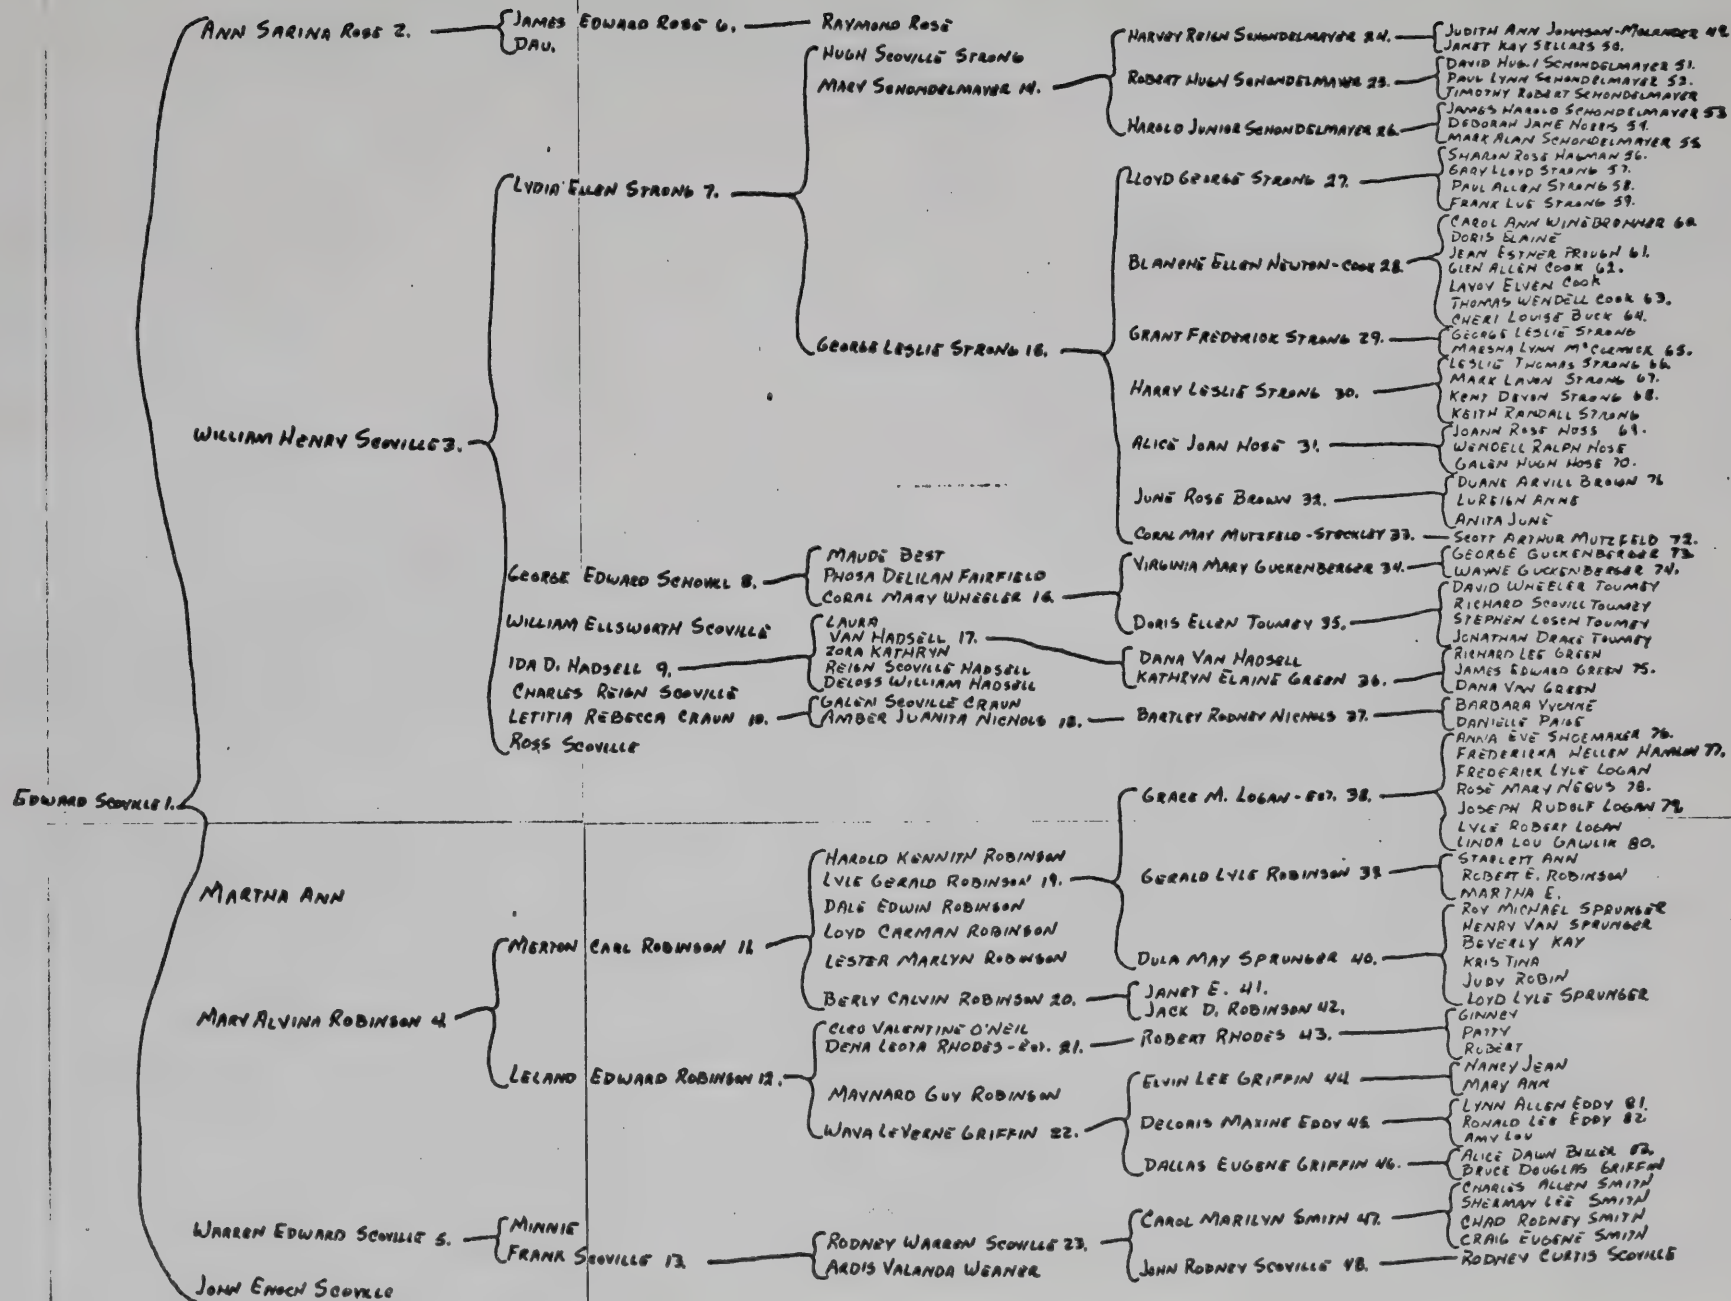 EDWARD SCOVILLE 1.
ANN SARINA ROSE 2.
WILLIAM HENRY SCOVILLE 3.
MARTHA ANN
MARY ALVINA ROBINSON 4.
WARREN EDWARD SCOVILLE 5.
JOHN ENOCH SCOVILLE
JAMES EDWARD ROSE 6.
DAU.
LYDIA ELLEN STRONG 7.
GEORGE EDWARD SCHOVILL 8.
WILLIAM ELLSWORTH SCOVILLE
IDA D. HADSELL 9.
CHARLES REIGN SCOVILLE
LETITIA REBECCA CRAUN 10.
ROSS SCOVILLE
MERTON CARL ROBINSON 11.
LELAND EDWARD ROBINSON 12.
MINNIE
FRANK SCOVILLE 13.
RAYMOND ROSE
HUGH SCOVILLE STRONG
MARY SCHONDELMAYER 14.
GEORGE LESLIE STRONG 15.
MAUDE BEST
PHOSA DELILAH FAIRFIELD
CORAL MARY WHEELER 16.
LAURA
VAN HADSELL 17.
ZORA KATHRYN
REIGN SCOVILLE HADSELL
DELOSS WILLIAM HADSELL
GALEN SCOVILLE CRAUN
AMBER JUANITA NICHOLS 18.
HAROLD KENNITH ROBINSON
LYLE GERALD ROBINSON 19.
DALE EDWIN ROBINSON
LOYD CARMAN ROBINSON
LESTER MARLYN ROBINSON
BERLY CALVIN ROBINSON 20.
CLEO VALENTINE O'NEIL
DENA LEOTA RHODES - 21.
MAYNARD GUY ROBINSON
WAVA LEVERNE GRIFFIN 22.
RODNEY WARREN SCOVILLE 23.
ARDIS VALANDA WEAVER
HARVEY REIGN SCHONDELMAYER 24.
ROBERT HUGH SCHONDELMAYER 25.
HAROLD JUNIOR SCHONDELMAYER 26.
LLOYD GEORGE STRONG 27.
BLANCHE ELLEN NEWTON-COOK 28.
GRANT FREDERICK STRONG 29.
HARRY LESLIE STRONG 30.
ALICE JOAN HOSE 31.
JUNE ROSE BROWN 32.
CORAL MAY MUTZFELD-STOCKLEY 33.
VIRGINIA MARY GUCKENBERGER 34.
DORIS ELLEN TOUMEY 35.
DANA VAN HADSELL
KATHRYN ELAINE GREEN 36.
BARTLEY RODNEY NICHOLS 37.
GRACE M. LOGAN - 38.
GERALD LYLE ROBINSON 39.
DULA MAY SPRUNGER 40.
JANET E. 41.
JACK D. ROBINSON 42.
ROBERT RHODES 43.
ELVIN LEE GRIFFIN 44.
DELORIS MAXINE EDDY 45.
DALLAS EUGENE GRIFFIN 46.
CAROL MARILYN SMITH 47.
JOHN RODNEY SCOVILLE 48.
JUDITH ANN JOHNSON-MOLANDER 49.
JANET KAY SELLARS 50.
DAVID HUGH SCHONDELMAYER 51.
PAUL LYNN SCHONDELMAYER 52.
TIMOTHY ROBERT SCHONDELMAYER
JAMES HAROLD SCHONDELMAYER 53
DEBORAH JANE NORRIS 54.
MARK ALAN SCHONDELMAYER 55
SHARON ROSE HAGMAN 56.
GARY LLOYD STRONG 57.
PAUL ALLEN STRONG 58.
FRANK LUE STRONG 59.
CAROL ANN WINEBRENNER 60.
DORIS ELAINE
JEAN ESTHER PROUGH 61.
GLEN ALLEN COOK 62.
LAVOY ELVEN COOK
THOMAS WENDELL COOK 63.
CHERI LOUISE BUCK 64.
GEORGE LESLIE STRONG
MARSHA LYNN McCORMICK 65.
LESLIE THOMAS STRONG 66.
MARK LAVON STRONG 67.
KENT DEVON STRONG 68.
KEITH RANDALL STRONG
JOANN ROSE HOSS 69.
WENDELL RALPH HOSE
GALEN HUGH HOSE 70.
DUANE ARVILL BROWN 71
LUREIGN ANNE
ANITA JUNE
SCOTT ARTHUR MUTZFELD 72.
GEORGE GUCKENBERGER 73
WAYNE GUCKENBERGER 74.
DAVID WHEELER TOUMEY
RICHARD SCOVILL TOUMEY
STEPHEN LOSCH TOUMEY
JONATHAN DRAKE TOUMEY
RICHARD LEE GREEN
JAMES EDWARD GREEN 75.
DANA VAN GREEN
BARBARA YVONNE
DANIELLE PAIGE
ANNA EVE SHOEMAKER 76.
FREDERICKA HELLEN HAMLIN 77.
FREDERICK LYLE LOGAN
ROSE MARY NEGUS 78.
JOSEPH RUDOLF LOGAN 79.
LYLE ROBERT LOGAN
LINDA LOU GAWLIK 80.
STARLETT ANN
ROBERT E. ROBINSON
MARTHA E.
ROY MICHAEL SPRUNGER
HENRY VAN SPRUNGER
BEVERLY KAY
KRISTINA
JUDY ROBIN
LOYD LYLE SPRUNGER
GINNEY
PATTY
ROBERT
NANCY JEAN
MARY ANN
LYNN ALLEN EDDY 81.
RONALD LEE EDDY 82.
AMY LOU
ALICE DAWN BIXLER 83.
BRUCE DOUGLAS GRIFFIN
CHARLES ALLEN SMITH
SHERMAN LEE SMITH
CHAD RODNEY SMITH
CRAIG EUGENE SMITH
RODNEY CURTIS SCOVILLE